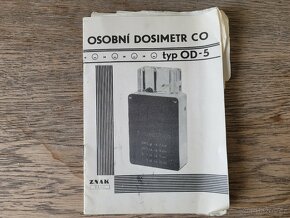 OSOBNÍ DOSIMETR CO
typ OD-5
ZNAK